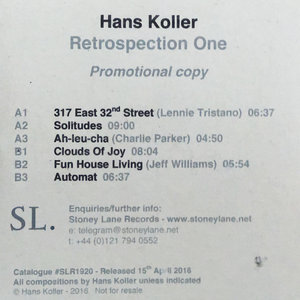 Hans Koller
Retrospection One
Promotional copy
A1 317 East 32nd Street (Lennie Tristano) 06:37
A2 Solitudes 09:00
A3 Ah-leu-cha (Charlie Parker) 04:50
B1 Clouds Of Joy 08:04
B2 Fun House Living (Jeff Williams) 05:54
B3 Automat 06:37
SL.
Enquiries/further info:
Stoney Lane Records - www.stoneylane.net
e: telegram@stoneylane.net
t: +44 (0)121 794 0552
Catalogue #SLR1920 - Released 15th April 2016
All compositions by Hans Koller unless indicated
© Hans Koller - 2016. Not for resale